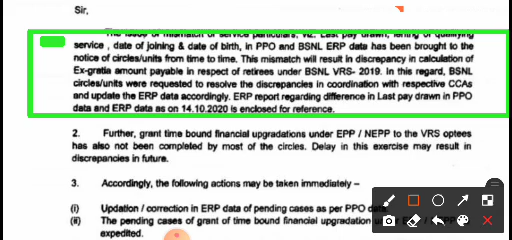 Sir,
The issue of mismatch of service particulars, viz. Last pay drawn, length of qualifying
service , date of joining & date of birth, in PPO and BSNL ERP data has been brought to the
notice of circles/units from time to time. This mismatch will result in discrepancy in calculation of
Ex-gratia amount payable in respect of retirees under BSNL VRS- 2019. In this regard, BSNL
circles/units were requested to resolve the discrepancies in coordination with respective CCAs
and update the ERP data accordingly. ERP report regarding difference in Last pay drawn in PPO
data and ERP data as on 14.10.2020 is enclosed for reference.
2. Further, grant time bound financial upgradations under EPP / NEPP to the VRS optees
has also not been completed by most of the circles. Delay in this exercise may result in
discrepancies in future.
3. Accordingly, the following actions may be taken immediately –
(i) Updation / correction in ERP data of pending cases as per PPO data
(ii) The pending cases of grant of time bound financial upgradation
expedited.